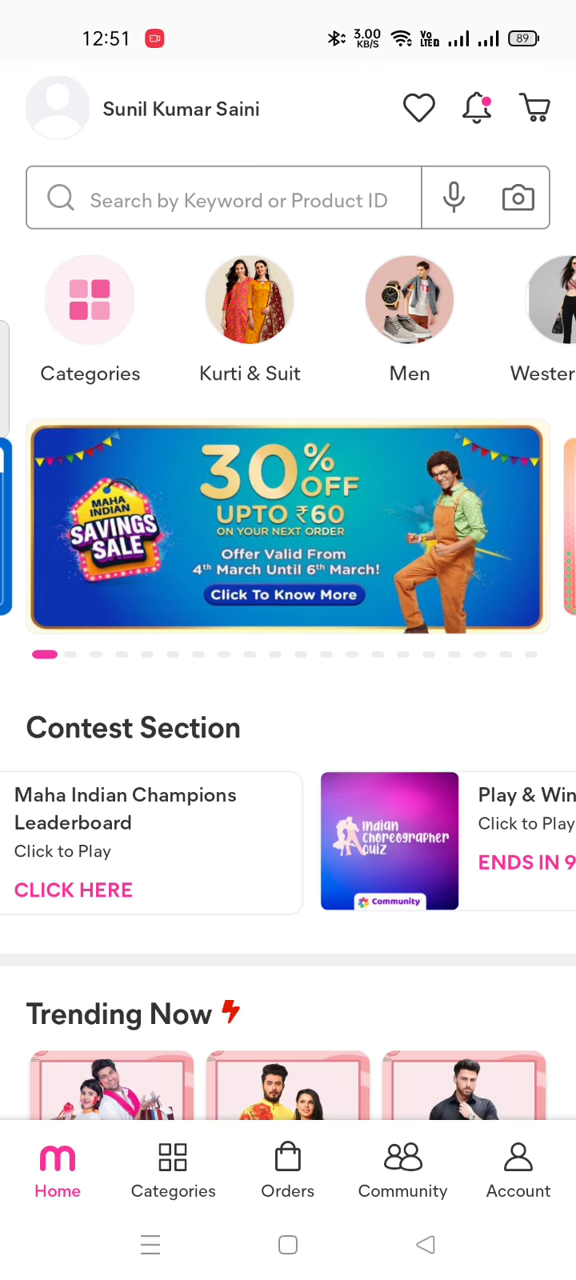 12:51
3.00
KB/S
Vo
LTED
89
Sunil Kumar Saini
Search by Keyword or Product ID
Categories
Kurti & Suit
Men
Wester
30% OFF
UPTO ₹60
ON YOUR NEXT ORDER
MAHA
INDIAN
SAVINGS
SALE
Offer Valid From
4th March Until 6th March!
Click To Know More
Contest Section
Maha Indian Champions
Leaderboard
Click to Play
CLICK HERE
Indian
Choreographer
Quiz
Community
Play & Win
Click to Play
ENDS IN 9
Trending Now
m
Home
Categories
Orders
Community
Account